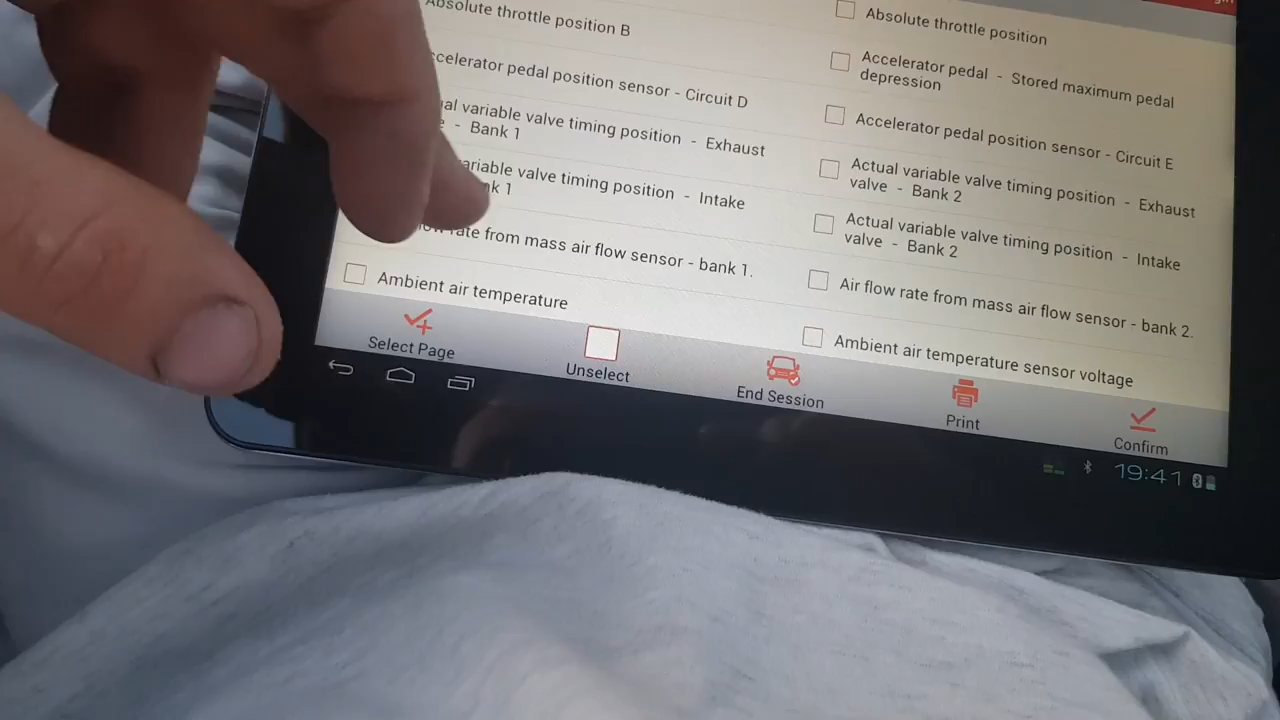 Absolute throttle position B
Absolute throttle position
Accelerator pedal - Stored maximum pedal
depression
pedal position sensor - Circuit D
Accelerator pedal position sensor - Circuit E
variable valve timing position - Exhaust
- Bank 1
Actual variable valve timing position - Exhaust
valve - Bank 2
variable valve timing position - Intake
1
Actual variable valve timing position - Intake
valve - Bank 2
rate from mass air flow sensor - bank 1.
Air flow rate from mass air flow sensor - bank 2.
Ambient air temperature
Ambient air temperature sensor voltage
Select Page
Unselect
End Session
Print
Confirm
19:41